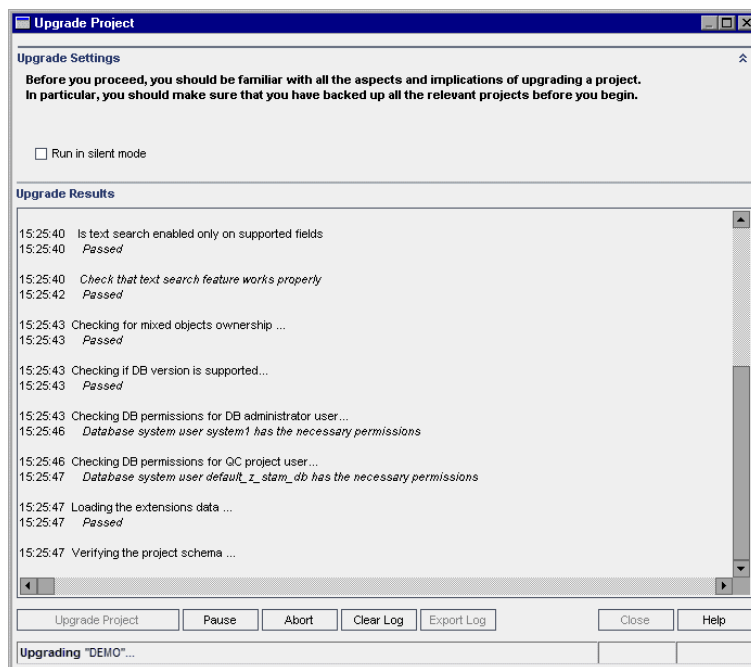 Upgrade Project
Upgrade Settings
Before you proceed, you should be familiar with all the aspects and implications of upgrading a project.
In particular, you should make sure that you have backed up all the relevant projects before you begin.
Run in silent mode
Upgrade Results
15:25:40 Is text search enabled only on supported fields
15:25:40 Passed
15:25:40 Check that text search feature works properly
15:25:42 Passed
15:25:43 Checking for mixed objects ownership ...
15:25:43 Passed
15:25:43 Checking if DB version is supported...
15:25:43 Passed
15:25:43 Checking DB permissions for DB administrator user...
15:25:46 Database system user system1 has the necessary permissions
15:25:46 Checking DB permissions for QC project user...
15:25:47 Database system user default_z_stam_db has the necessary permissions
15:25:47 Loading the extensions data ...
15:25:47 Passed
15:25:47 Verifying the project schema ...
Upgrade Project Pause Abort Clear Log Export Log Close Help
Upgrading "DEMO"...